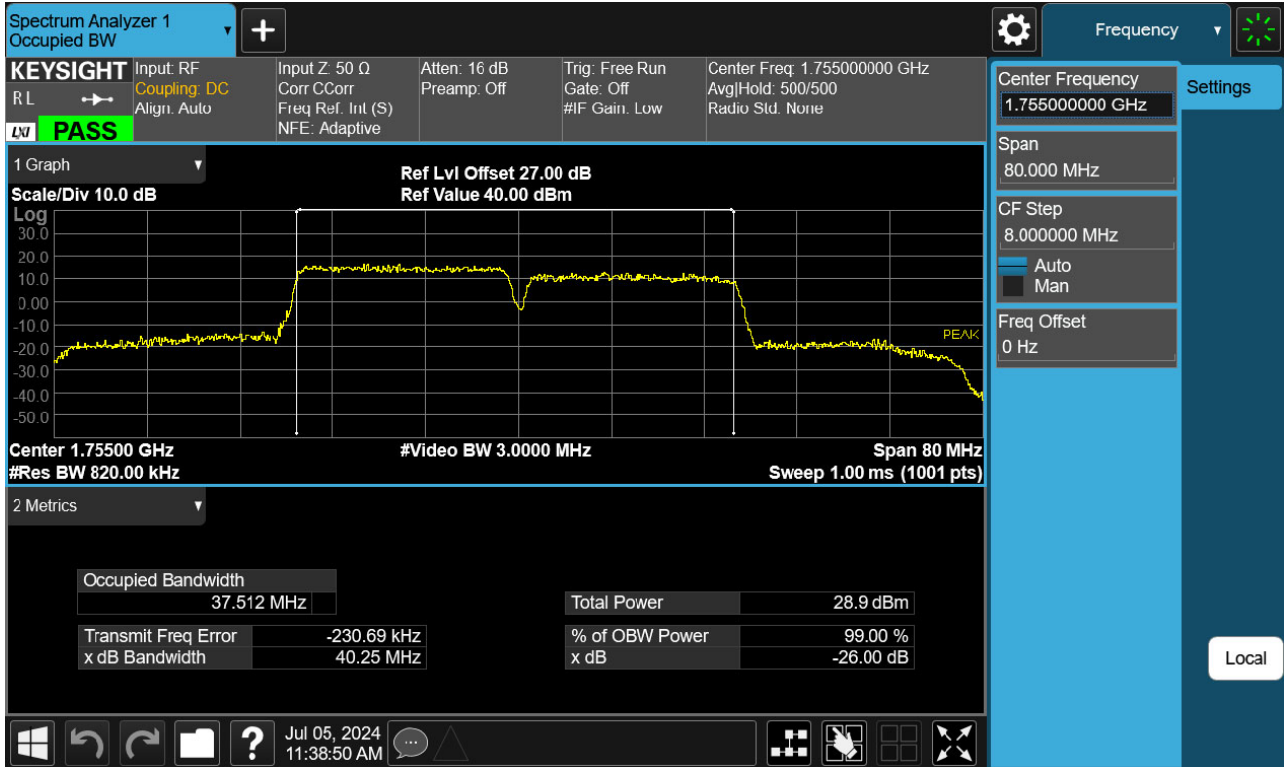 Spectrum Analyzer 1
Occupied BW
Frequency
KEYSIGHT
R L
LXI
PASS
Input: RF
Coupling: DC
Align: Auto
Input Z: 50 Ω
Corr CCorr
Freq Ref: Int (S)
NFE: Adaptive
Atten: 16 dB
Preamp: Off
Trig: Free Run
Gate: Off
#IF Gain: Low
Center Freq: 1.755000000 GHz
Avg|Hold: 500/500
Radio Std: None
Center Frequency
1.755000000 GHz
Settings
Span
80.000 MHz
CF Step
8.000000 MHz
Auto
Man
Freq Offset
0 Hz
Local
1 Graph
Scale/Div 10.0 dB
Ref Lvl Offset 27.00 dB
Ref Value 40.00 dBm
Log
30.0
20.0
10.0
0.00
-10.0
-20.0
-30.0
-40.0
-50.0
PEAK
Center 1.75500 GHz
#Video BW 3.0000 MHz
Span 80 MHz
#Res BW 820.00 kHz
Sweep 1.00 ms (1001 pts)
2 Metrics
Occupied Bandwidth
37.512 MHz
Total Power 28.9 dBm
Transmit Freq Error -230.69 kHz
% of OBW Power 99.00 %
x dB Bandwidth 40.25 MHz
x dB -26.00 dB
?
Jul 05, 2024
11:38:50 AM